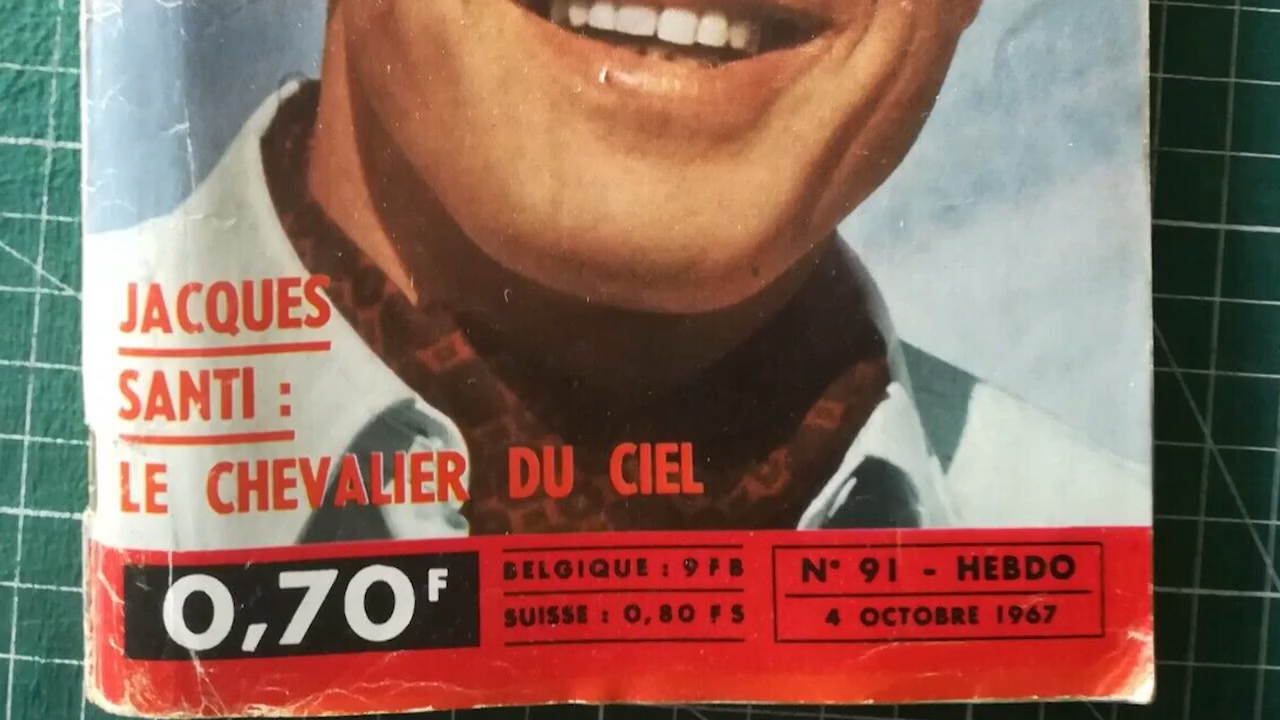 JACQUES
SANTI :
LE CHEVALIER DU CIEL
0,70F
BELGIQUE : 9 FB
SUISSE : 0,80 FS
N° 91 - HEBDO
4 OCTOBRE 1967